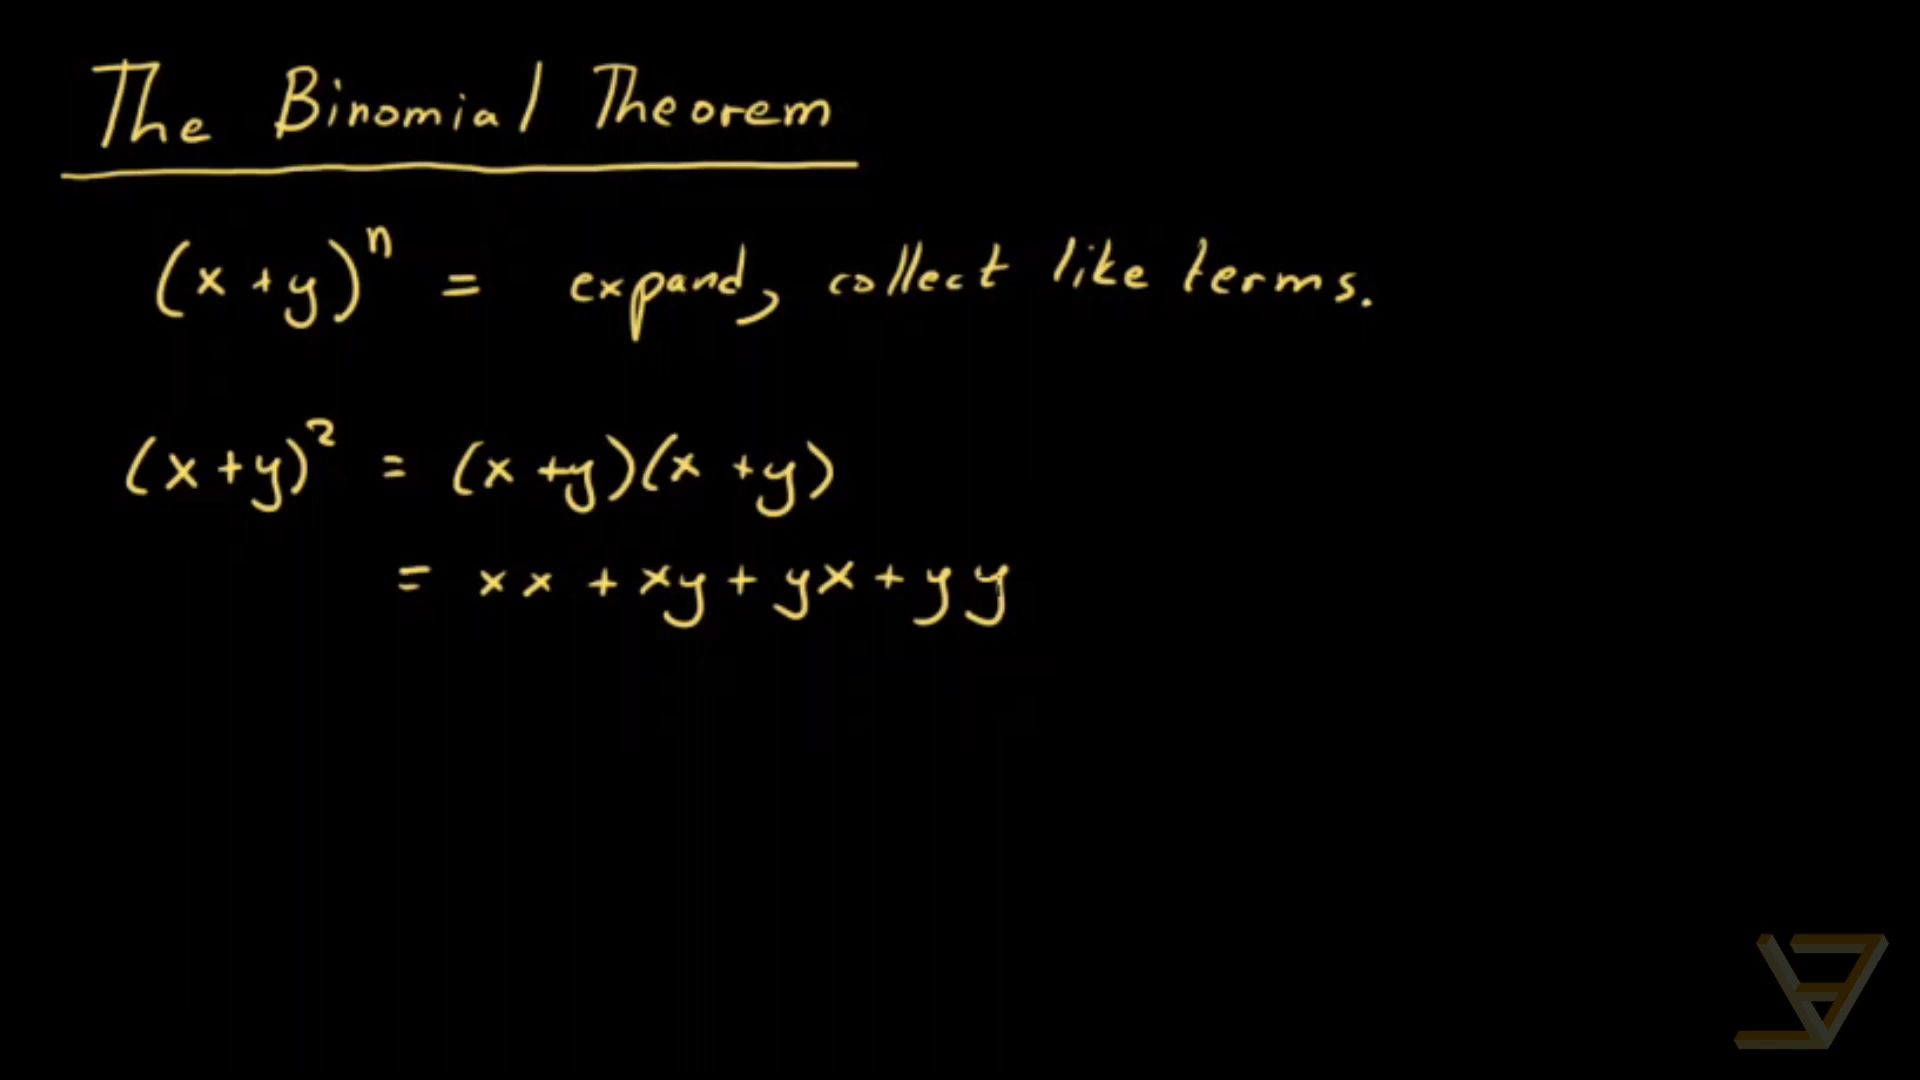 The Binomial Theorem
(x+y)ⁿ = expand, collect like terms.
(x+y)² = (x+y)(x+y)
= xx + xy + yx + yy